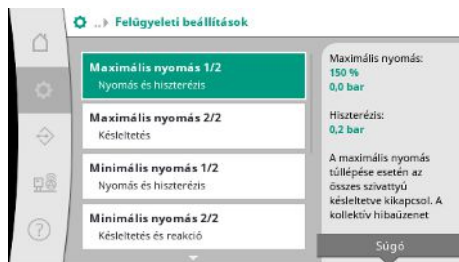 ..▸ Felügyeleti beállítások
Maximális nyomás 1/2
Nyomás és hiszterézis
Maximális nyomás 2/2
Késleltetés
Minimális nyomás 1/2
Nyomás és hiszterézis
Minimális nyomás 2/2
Késleltetés és reakció
Maximális nyomás:
150 %
0,0 bar
Hiszterézis:
0,2 bar
A maximális nyomás
túllépése esetén az
összes szivattyú
késleltetve kikapcsol. A
kollektív hibaüzenet
Súgó
?